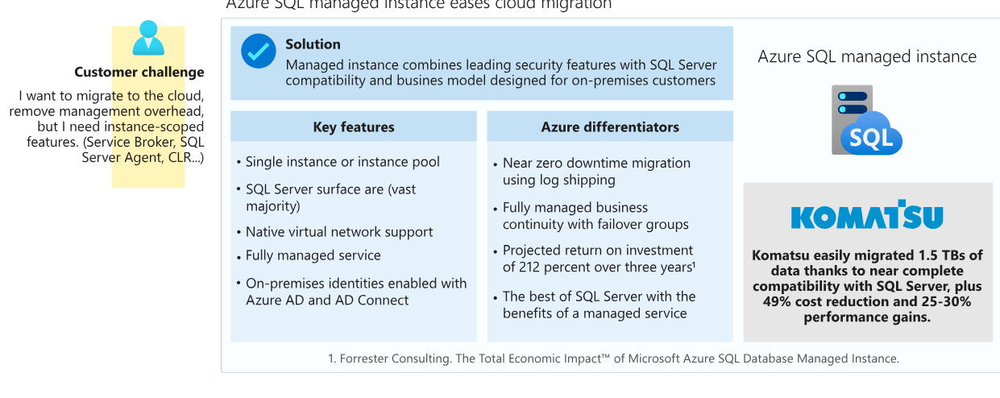 Azure SQL managed instance eases cloud migration
Customer challenge
I want to migrate to the cloud,
remove management overhead,
but I need instance-scoped
features. (Service Broker, SQL
Server Agent, CLR...)
Solution
Managed instance combines leading security features with SQL Server
compatibility and busines model designed for on-premises customers
Key features
• Single instance or instance pool
• SQL Server surface are (vast
majority)
• Native virtual network support
• Fully managed service
• On-premises identities enabled with
Azure AD and AD Connect
Azure differentiators
• Near zero downtime migration
using log shipping
• Fully managed business
continuity with failover groups
• Projected return on investment
of 212 percent over three years¹
• The best of SQL Server with the
benefits of a managed service
Azure SQL managed instance
SQL
KOMATSU
Komatsu easily migrated 1.5 TBs of
data thanks to near complete
compatibility with SQL Server, plus
49% cost reduction and 25-30%
performance gains.
1. Forrester Consulting. The Total Economic Impact™ of Microsoft Azure SQL Database Managed Instance.